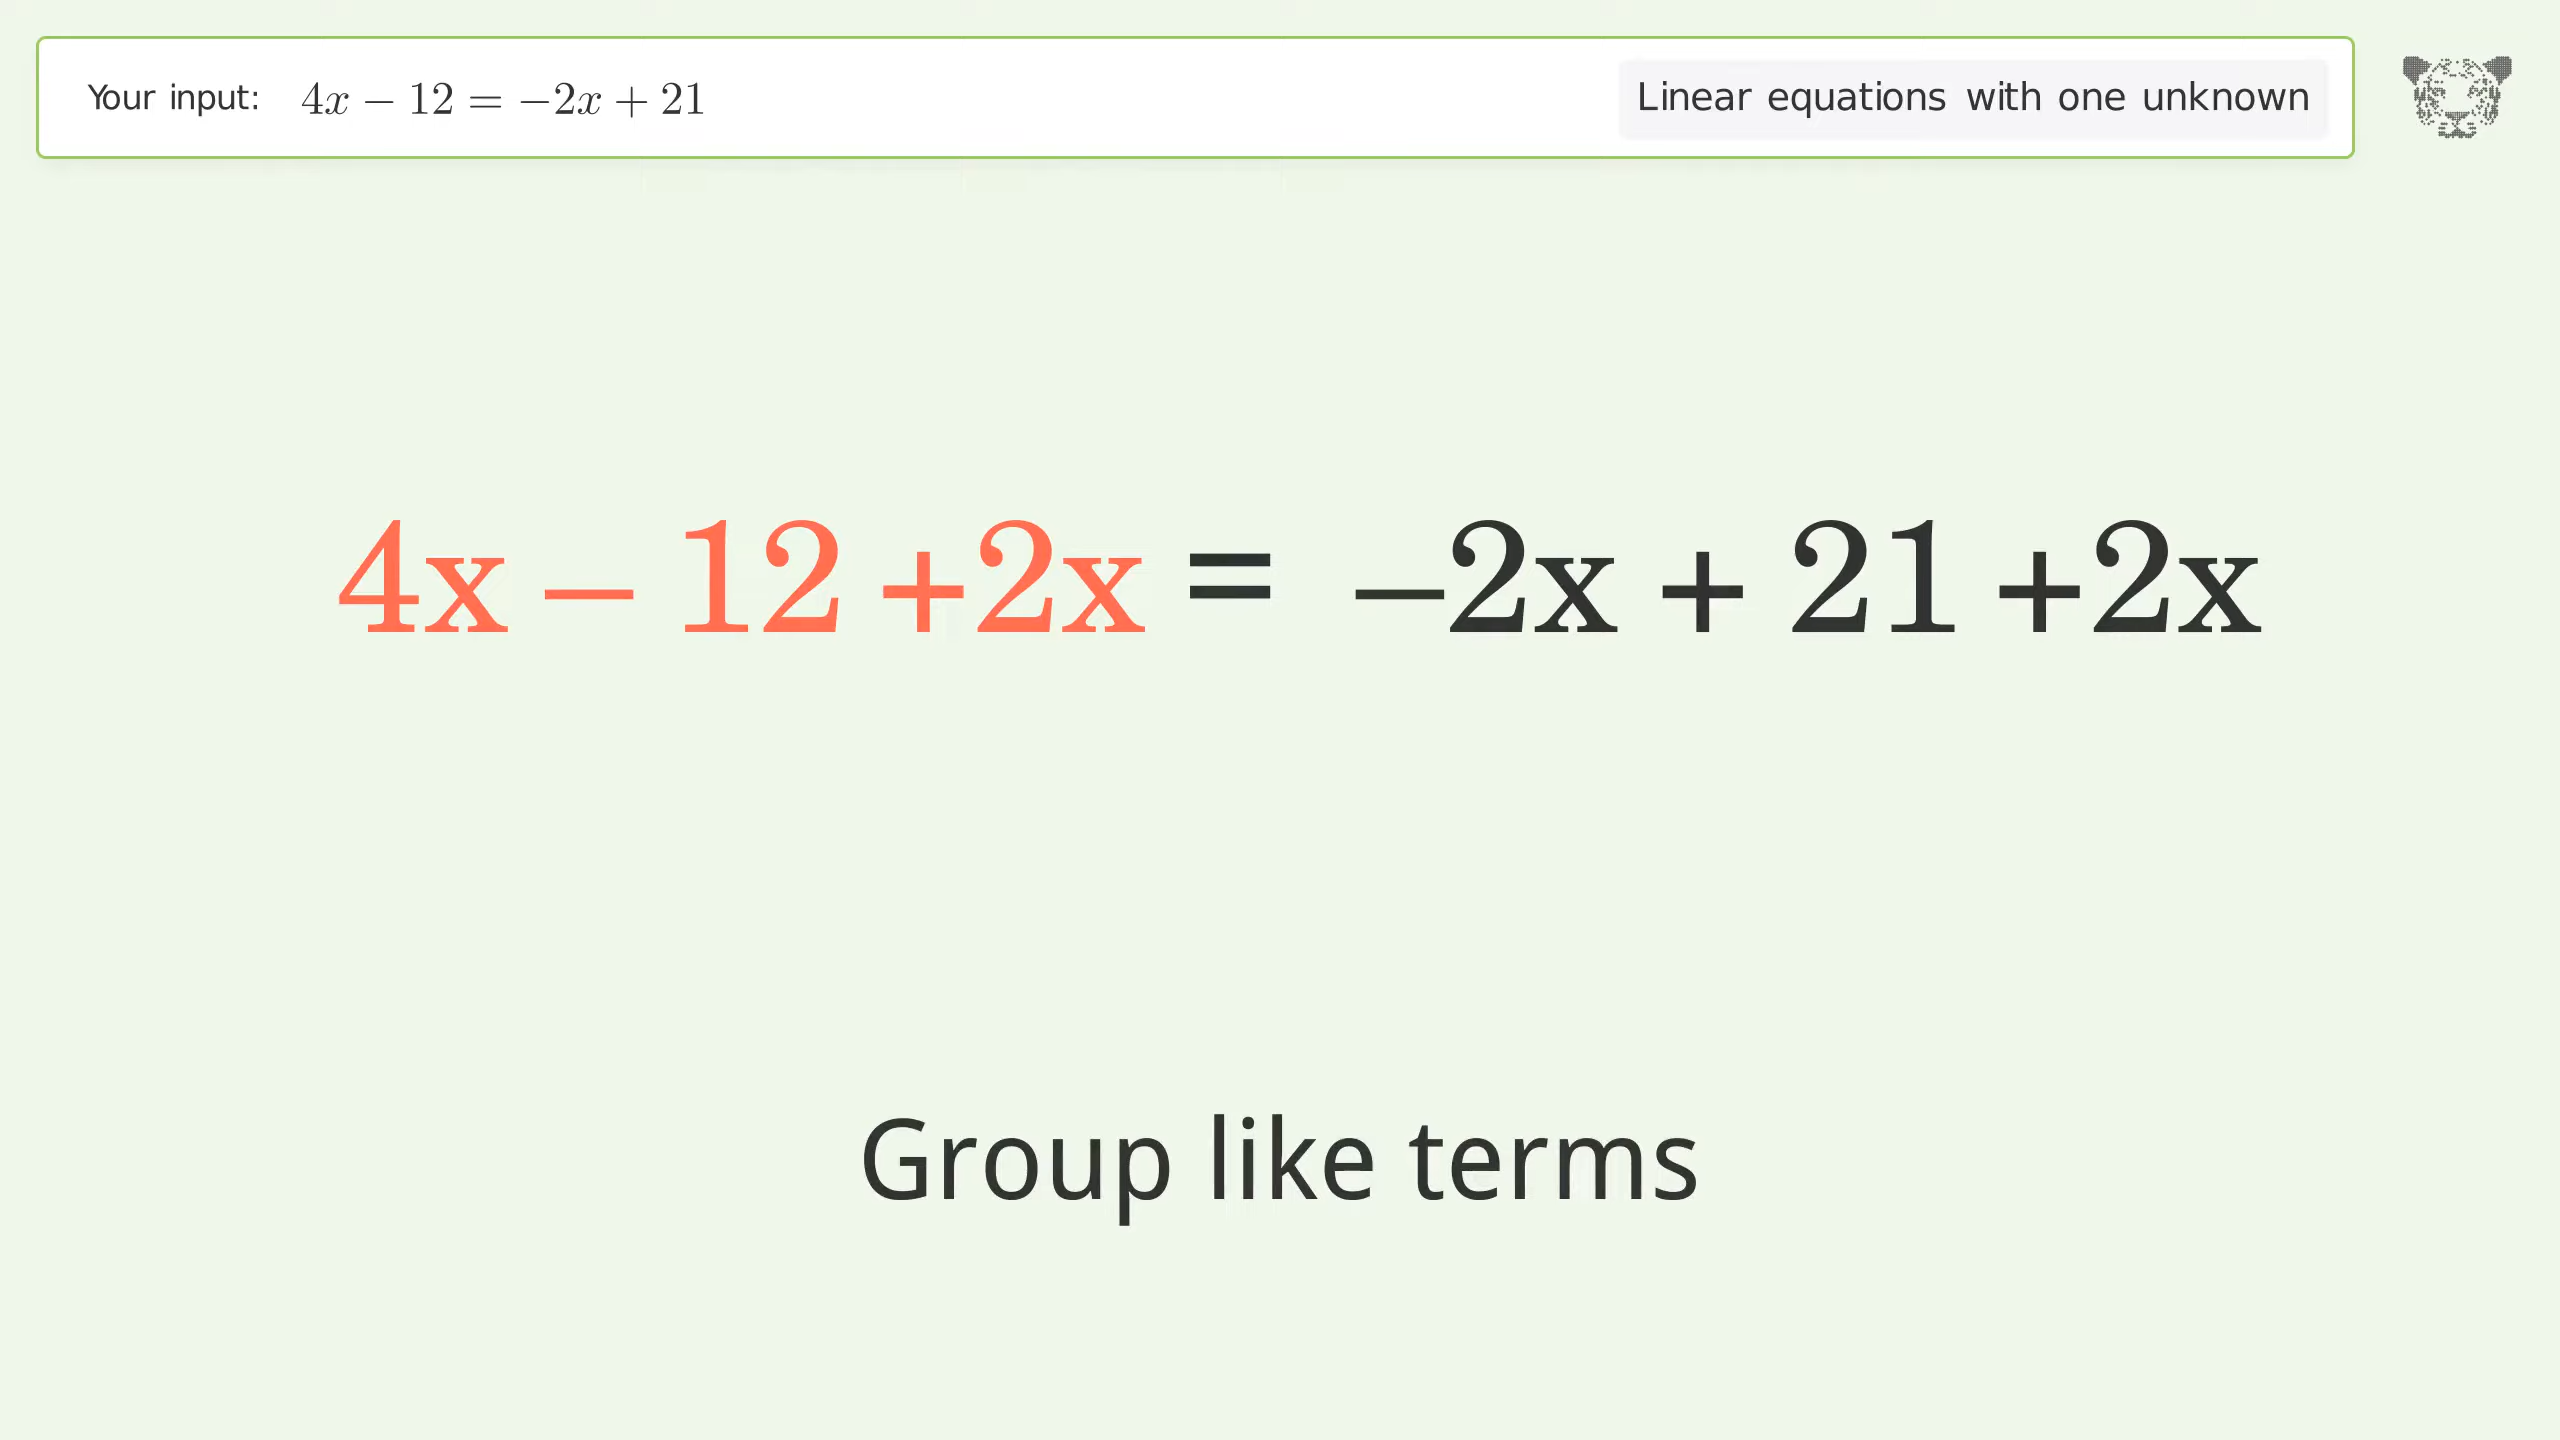 Your input: 4x − 12 = −2x + 21
Linear equations with one unknown
4x − 12 +2x = −2x + 21 +2x
Group like terms